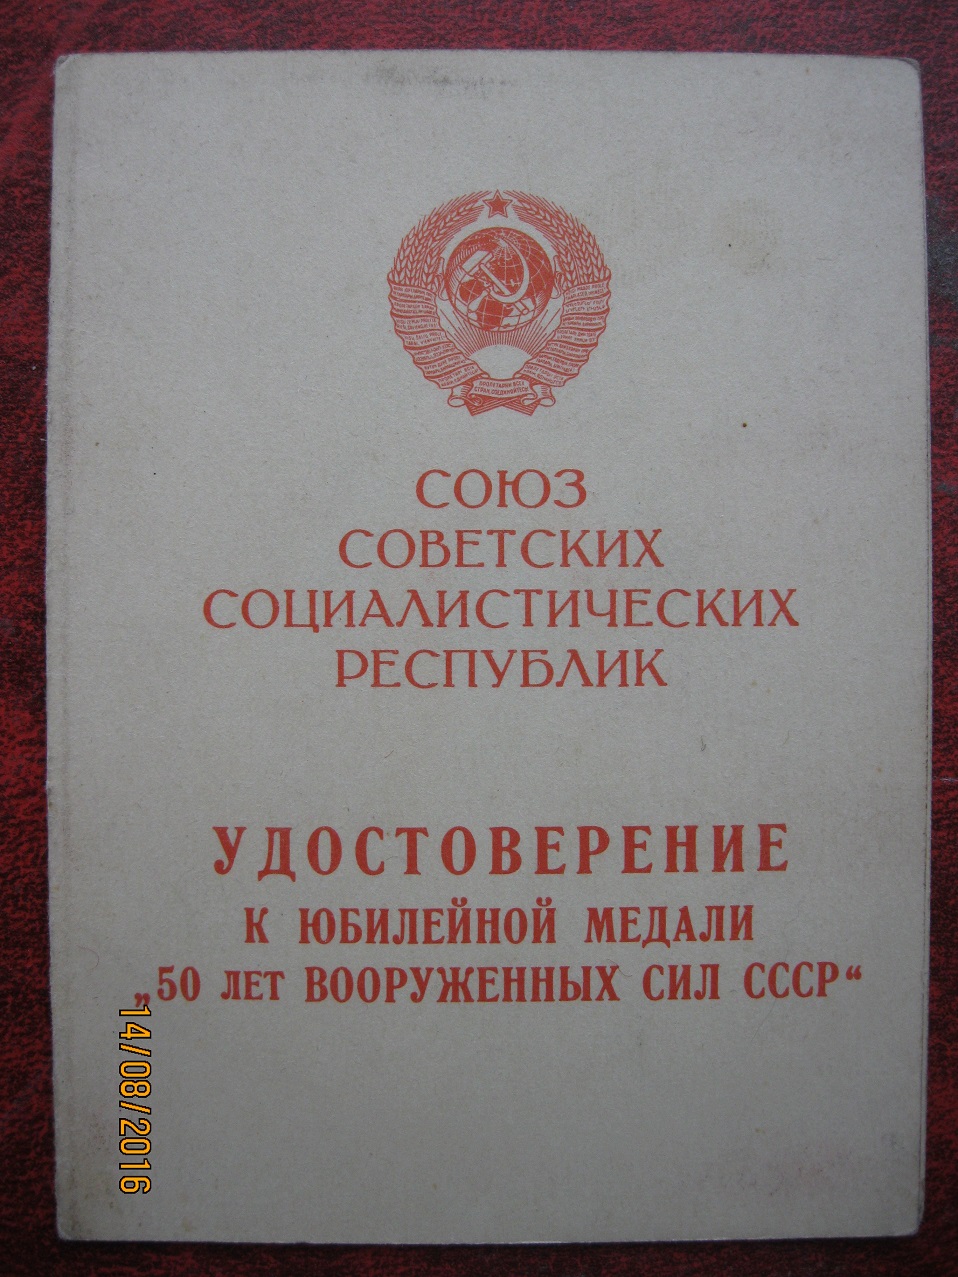 СОЮЗ
СОВЕТСКИХ
СОЦИАЛИСТИЧЕСКИХ
РЕСПУБЛИК
УДОСТОВЕРЕНИЕ
К ЮБИЛЕЙНОЙ МЕДАЛИ
„50 ЛЕТ ВООРУЖЕННЫХ СИЛ СССР“
14/08/2016